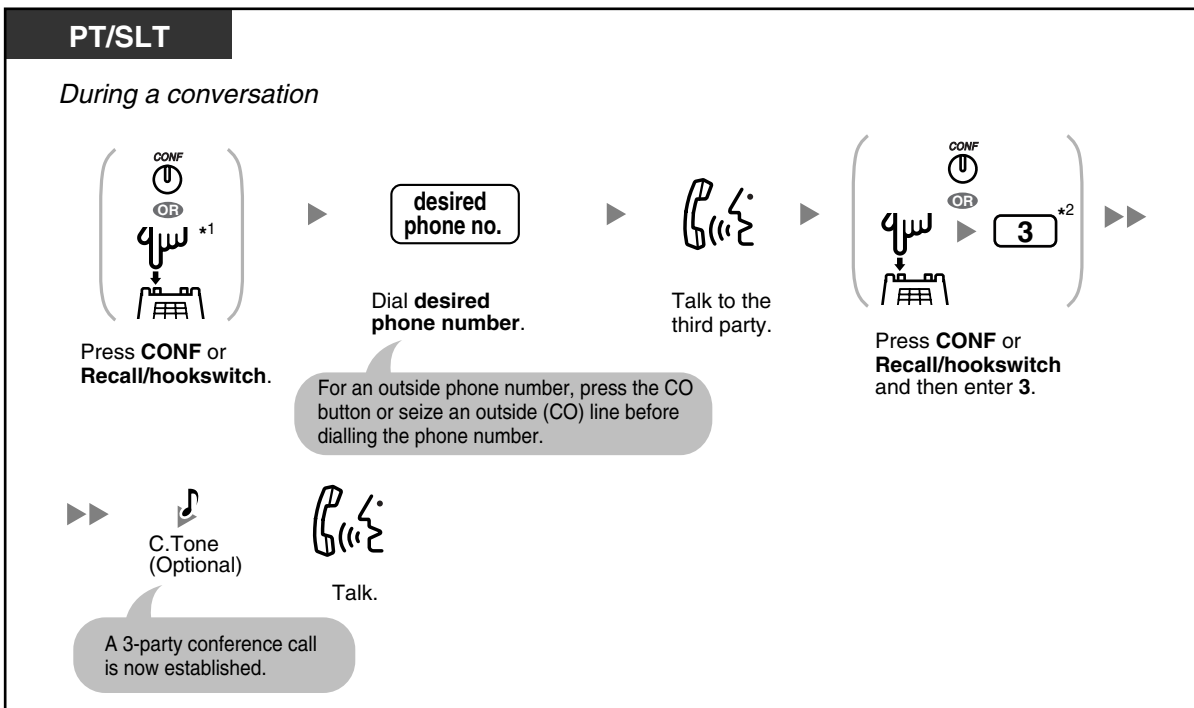 PT/SLT
During a conversation
CONF
OR
*1
Press CONF or
Recall/hookswitch.
desired
phone no.
Dial desired
phone number.
For an outside phone number, press the CO
button or seize an outside (CO) line before
dialling the phone number.
Talk to the
third party.
CONF
OR
3 *2
Press CONF or
Recall/hookswitch
and then enter 3.
C.Tone
(Optional)
A 3-party conference call
is now established.
Talk.